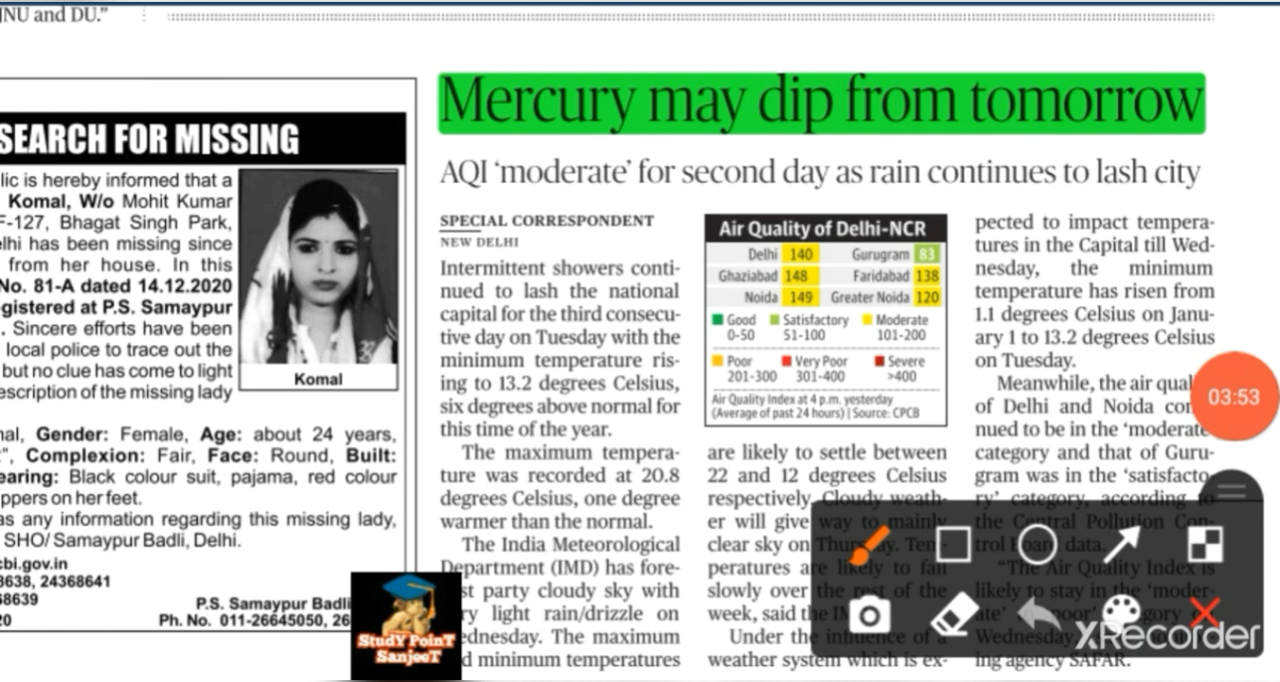 JNU and DU."
SEARCH FOR MISSING
lic is hereby informed that a
Komal, W/o Mohit Kumar
F-127, Bhagat Singh Park,
elhi has been missing since
from her house. In this
No. 81-A dated 14.12.2020
egistered at P.S. Samaypur
. Sincere efforts have been
local police to trace out the
but no clue has come to light
escription of the missing lady
Komal
nal, Gender: Female, Age: about 24 years,
", Complexion: Fair, Face: Round, Built:
earing: Black colour suit, pajama, red colour
ppers on her feet.
as any information regarding this missing lady,
SHO/ Samaypur Badli, Delhi.
cbi.gov.in
8638, 24368641
68639
P.S. Samaypur Badli
20 Ph. No. 011-26645050, 26
StudY PoinT
SanjeeT
Mercury may dip from tomorrow
AQI ‘moderate’ for second day as rain continues to lash city
SPECIAL CORRESPONDENT
NEW DELHI
Intermittent showers conti-
nued to lash the national
capital for the third consecu-
tive day on Tuesday with the
minimum temperature ris-
ing to 13.2 degrees Celsius,
six degrees above normal for
this time of the year.
The maximum tempera-
ture was recorded at 20.8
degrees Celsius, one degree
warmer than the normal.
The India Meteorological
Department (IMD) has fore-
st party cloudy sky with
ry light rain/drizzle on
ednesday. The maximum
d minimum temperatures
Air Quality of Delhi-NCR
Delhi 140 Gurugram 83
Ghaziabad 148 Faridabad 138
Noida 149 Greater Noida 120
Good Satisfactory Moderate
0-50 51-100 101-200
Poor Very Poor Severe
201-300 301-400 >400
Air Quality Index at 4 p.m. yesterday
(Average of past 24 hours) | Source: CPCB
are likely to settle between
22 and 12 degrees Celsius
respectively. Cloudy weath-
er will give way to mainly
clear sky on Thursday. Tem-
peratures are likely to fall
slowly over the rest of the
week, said the IM
Under the influence of a
weather system which is ex-
pected to impact tempera-
tures in the Capital till Wed-
nesday, the minimum
temperature has risen from
1.1 degrees Celsius on Janu-
ary 1 to 13.2 degrees Celsius
on Tuesday.
Meanwhile, the air qual
of Delhi and Noida con
nued to be in the ‘moderate’
category and that of Guru-
gram was in the ‘satisfacto-
ry’ category, according to
the Central Pollution Con-
trol Board data.
“The Air Quality Index is
likely to stay in the ‘moder-
ate’ poor’ gory
Wednesday
ing agency SAFAR.
03:53
XRecorder